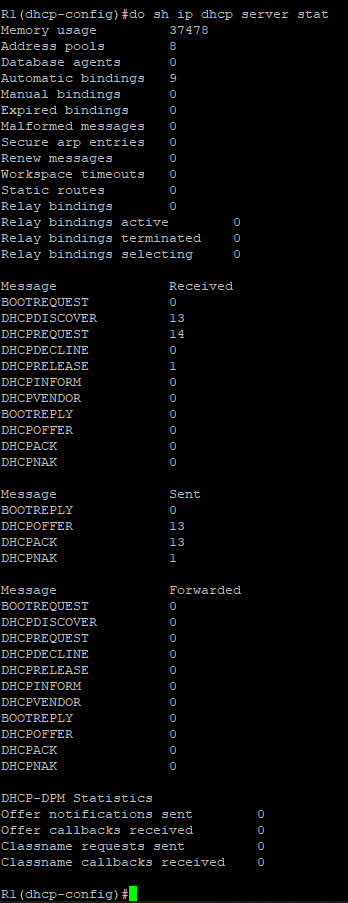 R1(dhcp-config)#do sh ip dhcp server stat
Memory usage         37478
Address pools        8
Database agents      0
Automatic bindings   9
Manual bindings      0
Expired bindings     0
Malformed messages   0
Secure arp entries   0
Renew messages       0
Workspace timeouts   0
Static routes        0
Relay bindings       0
Relay bindings active        0
Relay bindings terminated    0
Relay bindings selecting     0

Message              Received
BOOTREQUEST          0
DHCPDISCOVER         13
DHCPREQUEST          14
DHCPDECLINE          0
DHCPRELEASE          1
DHCPINFORM           0
DHCPVENDOR           0
BOOTREPLY            0
DHCPOFFER            0
DHCPACK              0
DHCPNAK              0

Message              Sent
BOOTREPLY            0
DHCPOFFER            13
DHCPACK              13
DHCPNAK              1

Message              Forwarded
BOOTREQUEST          0
DHCPDISCOVER         0
DHCPREQUEST          0
DHCPDECLINE          0
DHCPRELEASE          0
DHCPINFORM           0
DHCPVENDOR           0
BOOTREPLY            0
DHCPOFFER            0
DHCPACK              0
DHCPNAK              0

DHCP-DPM Statistics
Offer notifications sent        0
Offer callbacks received        0
Classname requests sent         0
Classname callbacks received    0

R1(dhcp-config)#